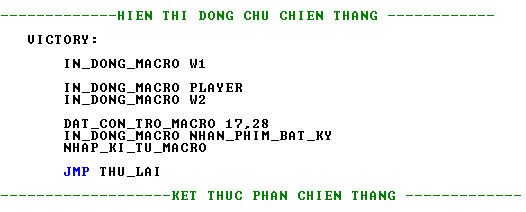 -------------HIEN THI DONG CHU CHIEN THANG ------------
VICTORY:
IN_DONG_MACRO W1
IN_DONG_MACRO PLAYER
IN_DONG_MACRO W2
DAT_CON_TRO_MACRO 17,28
IN_DONG_MACRO NHAN_PHIM_BAT_KY
NHAP_KI_TU_MACRO
JMP THU_LAI
-------------------KET THUC PHAN CHIEN THANG -------------